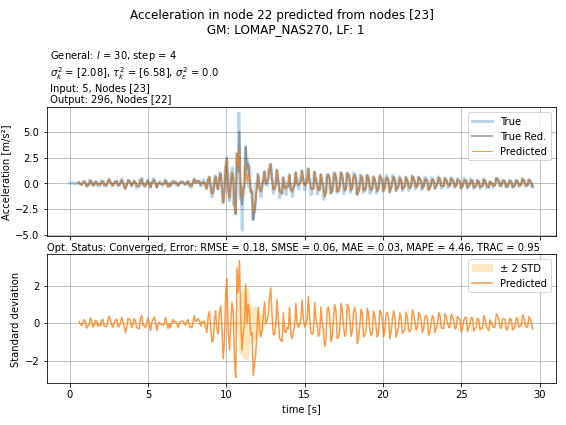 Acceleration in node 22 predicted from nodes [23]
GM: LOMAP_NAS270, LF: 1
General: l = 30, step = 4
σ²ₖ = [2.08], τ²ₖ = [6.58], σ²ε = 0.0
Input: 5, Nodes [23]
Output: 296, Nodes [22]
Acceleration [m/s²]
5.0
2.5
0.0
−2.5
−5.0
True
True Red.
Predicted
Opt. Status: Converged, Error: RMSE = 0.18, SMSE = 0.06, MAE = 0.03, MAPE = 4.46, TRAC = 0.95
Standard deviation
2
0
−2
± 2 STD
Predicted
0 5 10 15 20 25 30
time [s]